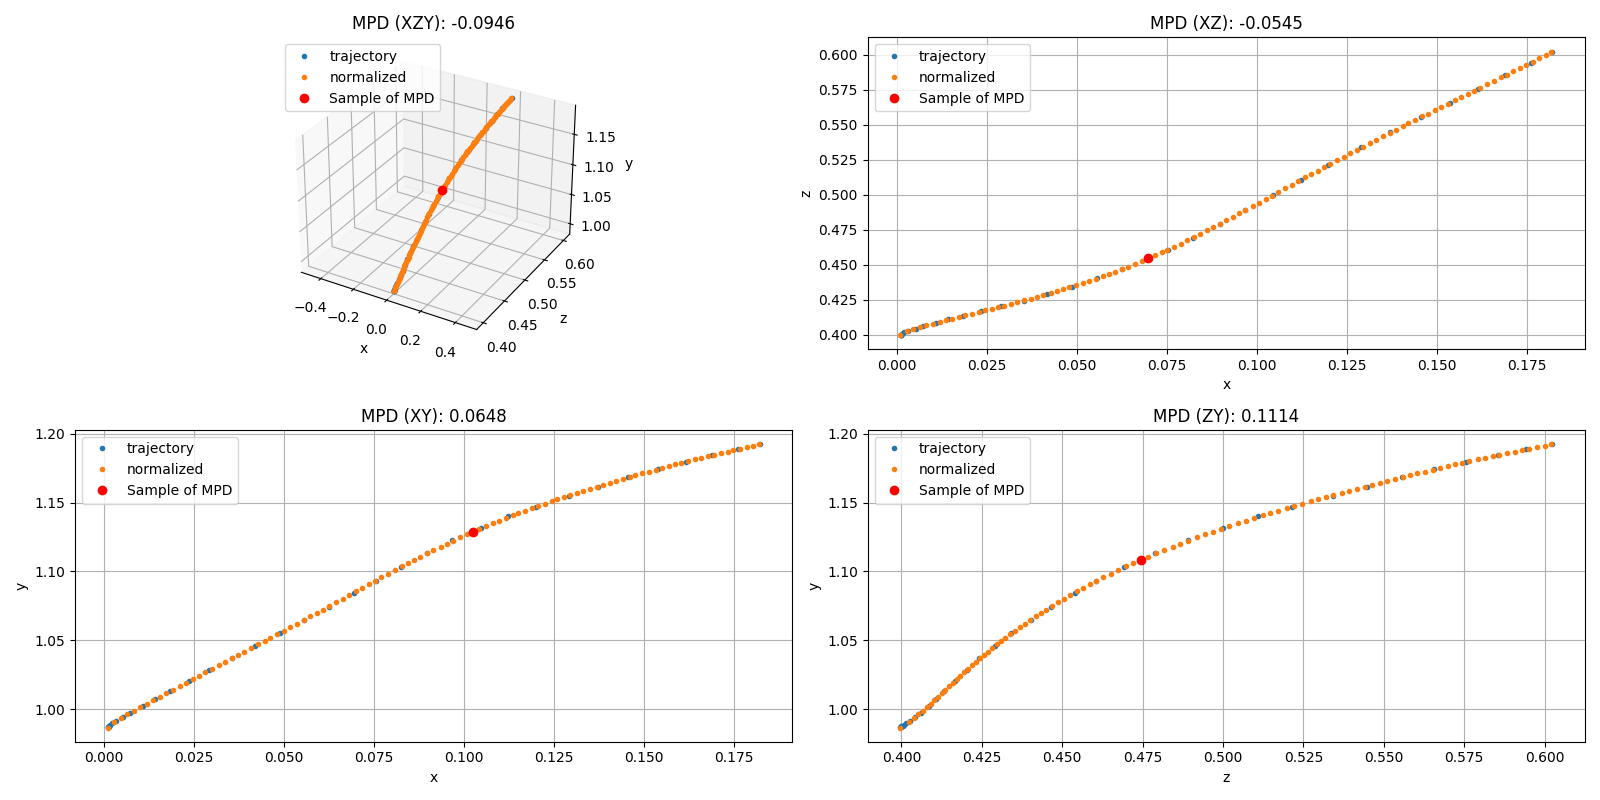 MPD (XZY): -0.0946
trajectory
normalized
Sample of MPD
1.15
1.10
1.05
1.00
y
0.60
0.55
0.50
0.45
0.40
z
−0.4
−0.2
0.0
0.2
0.4
x
MPD (XZ): -0.0545
trajectory
normalized
Sample of MPD
0.600
0.575
0.550
0.525
0.500
0.475
0.450
0.425
0.400
z
0.000 0.025 0.050 0.075 0.100 0.125 0.150 0.175
x
MPD (XY): 0.0648
trajectory
normalized
Sample of MPD
1.20
1.15
1.10
1.05
1.00
y
0.000 0.025 0.050 0.075 0.100 0.125 0.150 0.175
x
MPD (ZY): 0.1114
trajectory
normalized
Sample of MPD
1.20
1.15
1.10
1.05
1.00
y
0.400 0.425 0.450 0.475 0.500 0.525 0.550 0.575 0.600
z